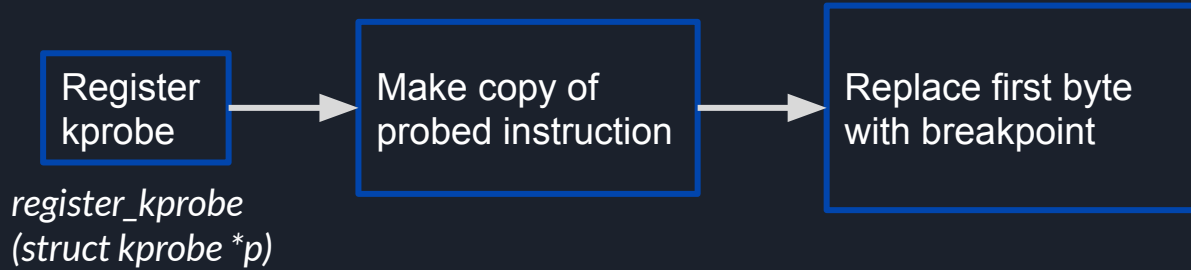 Register
kprobe
Make copy of
probed instruction
Replace first byte
with breakpoint
register_kprobe
(struct kprobe *p)